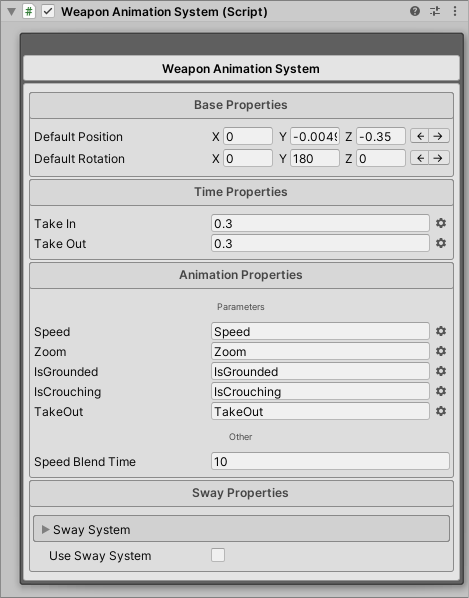 Weapon Animation System (Script)
Weapon Animation System
Base Properties
Default Position X 0 Y -0.0049 Z -0.35
Default Rotation X 0 Y 180 Z 0
Time Properties
Take In 0.3
Take Out 0.3
Animation Properties
Parameters
Speed Speed
Zoom Zoom
IsGrounded IsGrounded
IsCrouching IsCrouching
TakeOut TakeOut
Other
Speed Blend Time 10
Sway Properties
Sway System
Use Sway System